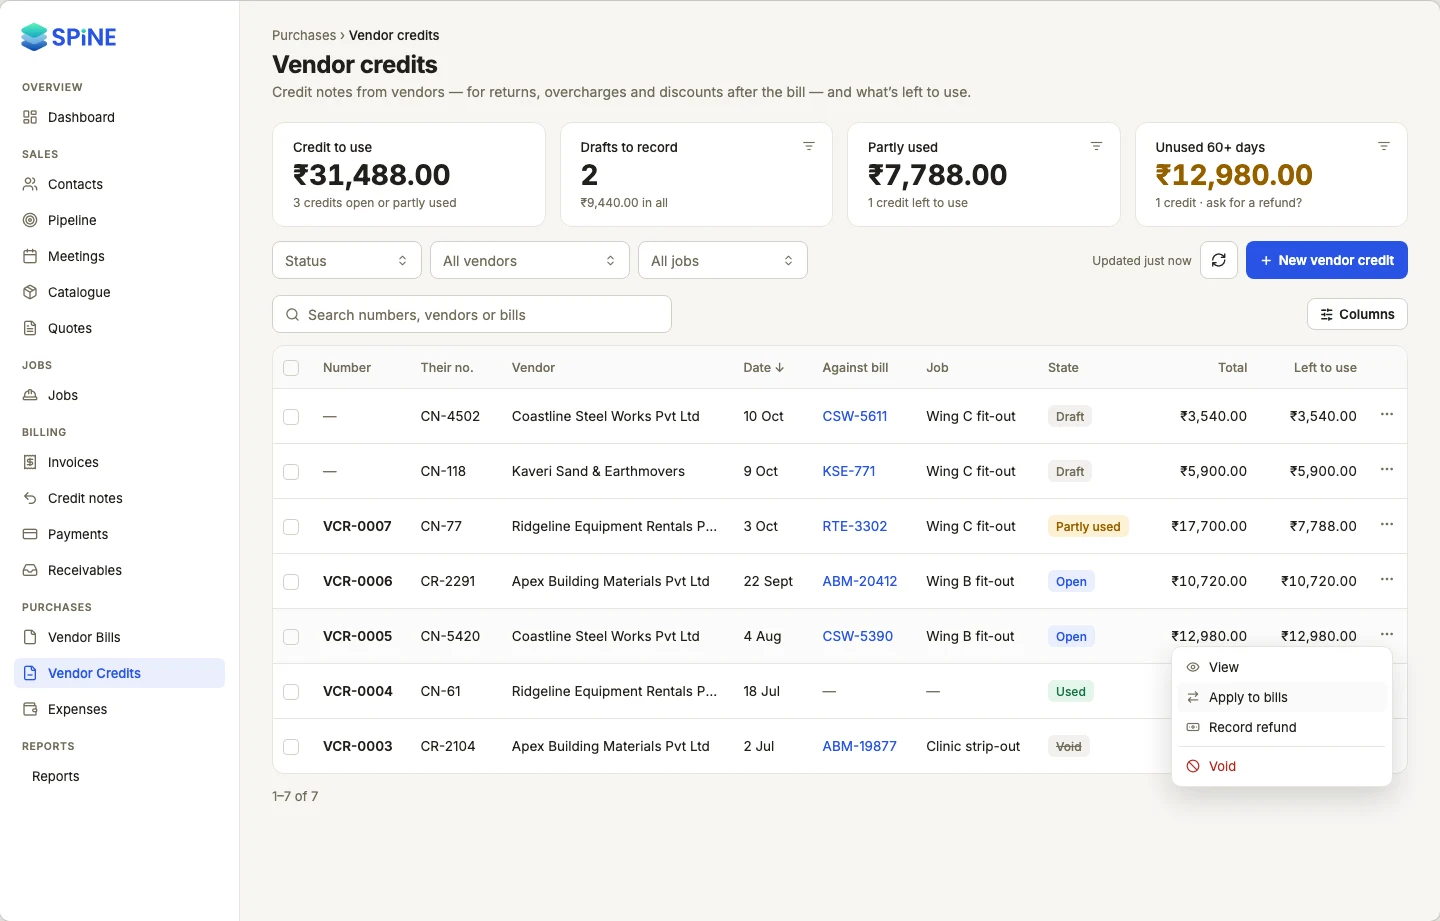 SPiNE
OVERVIEW
Dashboard
SALES
Contacts
Pipeline
Meetings
Catalogue
Quotes
JOBS
Jobs
BILLING
Invoices
Credit notes
Payments
Receivables
PURCHASES
Vendor Bills
Vendor Credits
Expenses
REPORTS
Reports
Purchases › Vendor credits
Vendor credits
Credit notes from vendors — for returns, overcharges and discounts after the bill — and what's left to use.
Credit to use
₹31,488.00
3 credits open or partly used
Drafts to record
2
₹9,440.00 in all
Partly used
₹7,788.00
1 credit left to use
Unused 60+ days
₹12,980.00
1 credit · ask for a refund?
Status
All vendors
All jobs
Updated just now
+ New vendor credit
Search numbers, vendors or bills
Columns
Number Their no. Vendor Date ↓ Against bill Job State Total Left to use
— CN-4502 Coastline Steel Works Pvt Ltd 10 Oct CSW-5611 Wing C fit-out Draft ₹3,540.00 ₹3,540.00 ···
— CN-118 Kaveri Sand & Earthmovers 9 Oct KSE-771 Wing C fit-out Draft ₹5,900.00 ₹5,900.00 ···
VCR-0007 CN-77 Ridgeline Equipment Rentals P... 3 Oct RTE-3302 Wing C fit-out Partly used ₹17,700.00 ₹7,788.00 ···
VCR-0006 CR-2291 Apex Building Materials Pvt Ltd 22 Sept ABM-20412 Wing B fit-out Open ₹10,720.00 ₹10,720.00 ···
VCR-0005 CN-5420 Coastline Steel Works Pvt Ltd 4 Aug CSW-5390 Wing B fit-out Open ₹12,980.00 ₹12,980.00 ···
VCR-0004 CN-61 Ridgeline Equipment Rentals P... 18 Jul — — Used
VCR-0003 CR-2104 Apex Building Materials Pvt Ltd 2 Jul ABM-19877 Clinic strip-out Void
View
Apply to bills
Record refund
Void
1–7 of 7